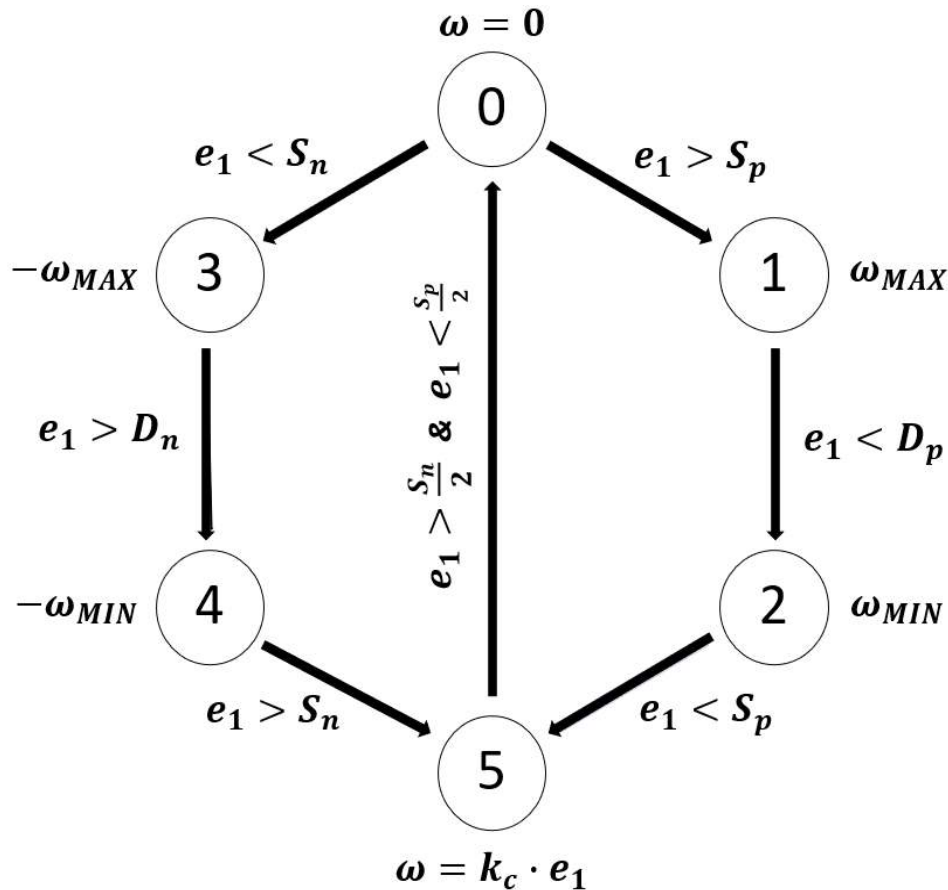 ω = 0
0
e₁ < Sₙ
e₁ > Sₚ
−ω_MAX
3
1
ω_MAX
e₁ > Sₙ/2 & e₁ < Sₚ/2
e₁ > Dₙ
e₁ < Dₚ
−ω_MIN
4
2
ω_MIN
e₁ > Sₙ
e₁ < Sₚ
5
ω = k_c · e₁